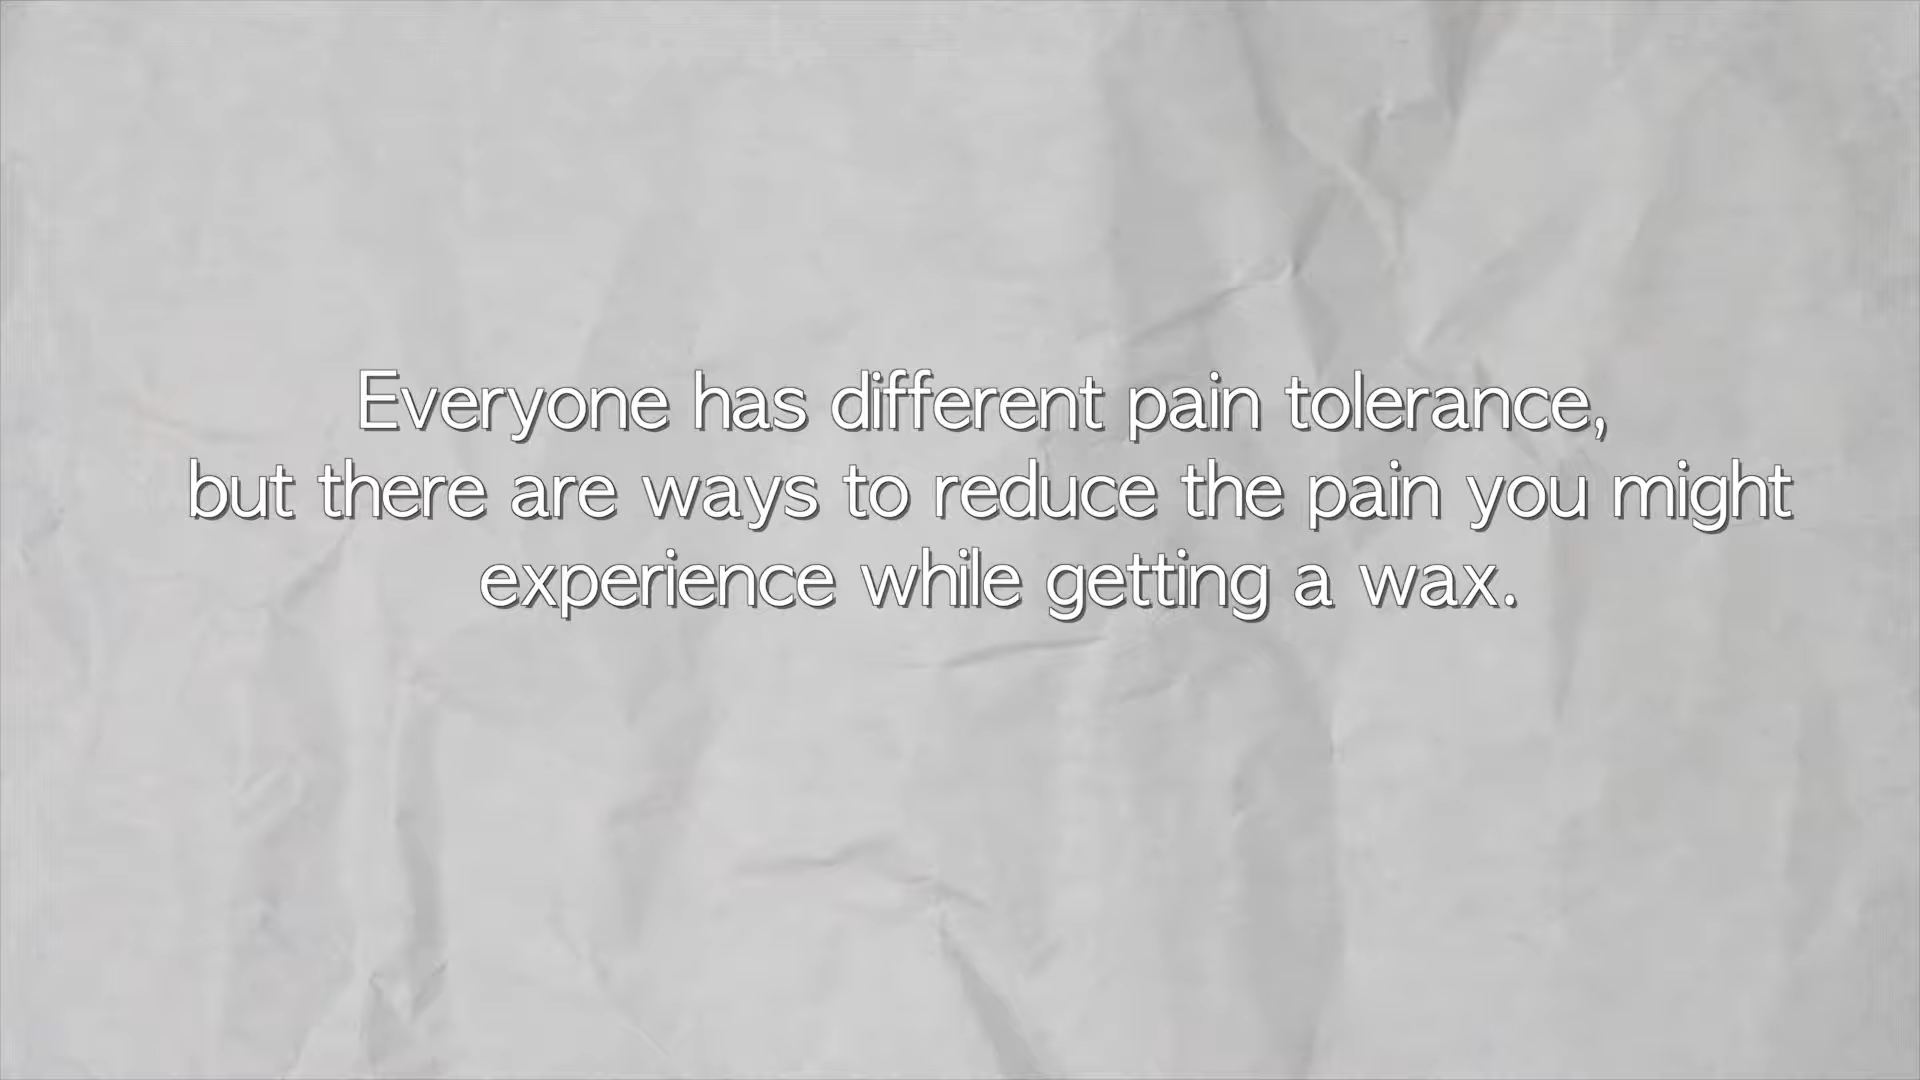 Everyone has different pain tolerance,
but there are ways to reduce the pain you might
experience while getting a wax.